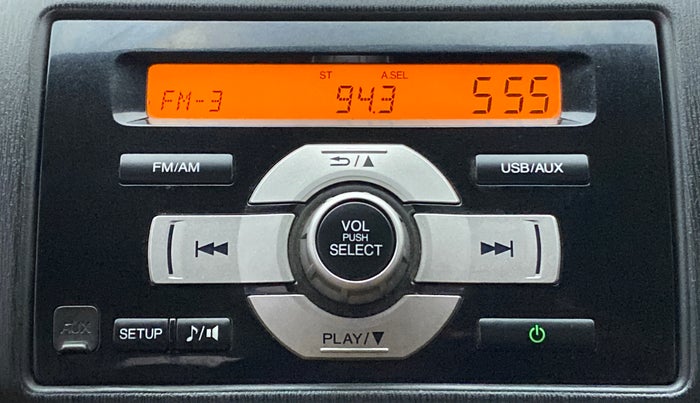 ST A.SEL
FM-3 94.3 555
FM/AM
/▲
USB/AUX
VOL
PUSH
SELECT
AUX
SETUP
♪/
PLAY/▼